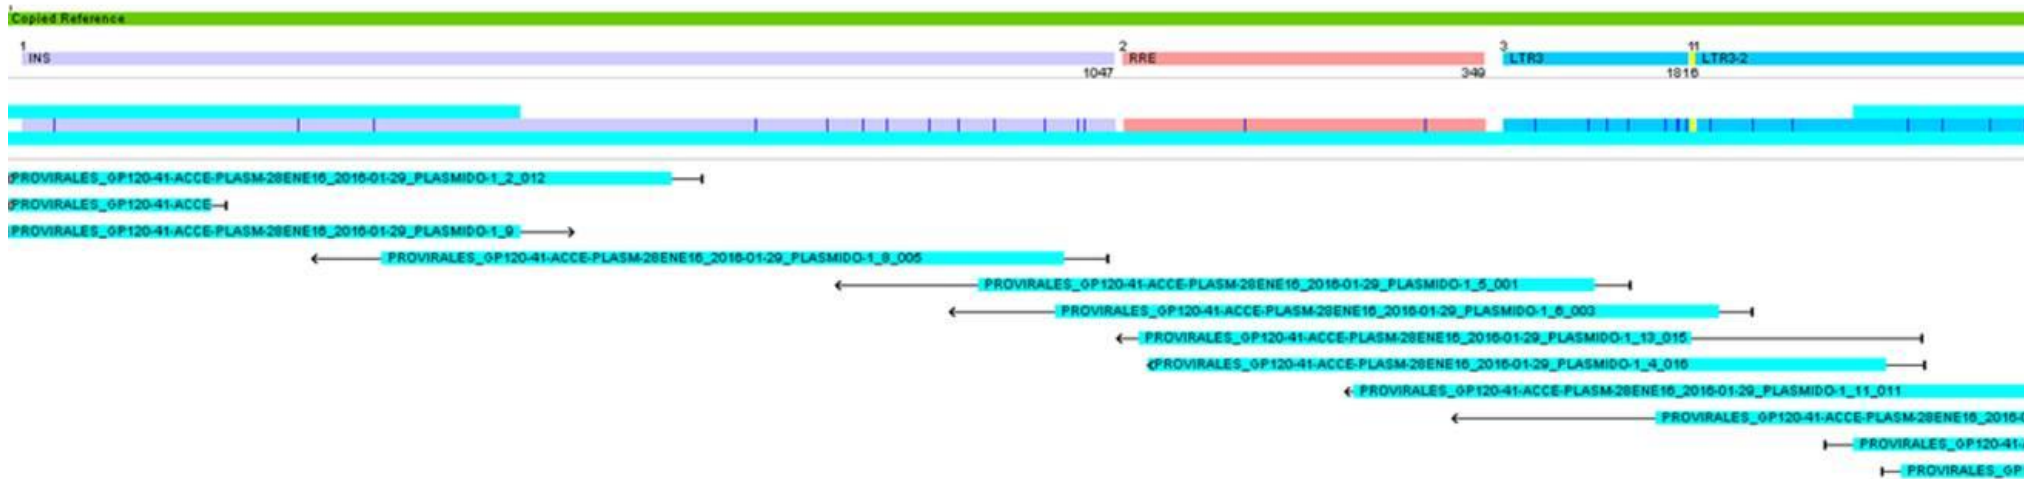 Copied Reference
1 2 3 11
INS RRE LTR3 LTR3-2
1047 349 1816
PROVIRALES_GP120-41-ACCE-PLASM-28ENE16_2016-01-29_PLASMIDO-1_2_012
PROVIRALES_GP120-41-ACCE
PROVIRALES_GP120-41-ACCE-PLASM-28ENE16_2016-01-29_PLASMIDO-1_9
PROVIRALES_GP120-41-ACCE-PLASM-28ENE16_2016-01-29_PLASMIDO-1_8_005
PROVIRALES_GP120-41-ACCE-PLASM-28ENE16_2016-01-29_PLASMIDO-1_5_001
PROVIRALES_GP120-41-ACCE-PLASM-28ENE16_2016-01-29_PLASMIDO-1_6_003
PROVIRALES_GP120-41-ACCE-PLASM-28ENE16_2016-01-29_PLASMIDO-1_13_015
PROVIRALES_GP120-41-ACCE-PLASM-28ENE16_2016-01-29_PLASMIDO-1_4_016
PROVIRALES_GP120-41-ACCE-PLASM-28ENE16_2016-01-29_PLASMIDO-1_11_011
PROVIRALES_GP120-41-ACCE-PLASM-28ENE16_2016-
PROVIRALES_GP120-41-
PROVIRALES_GP